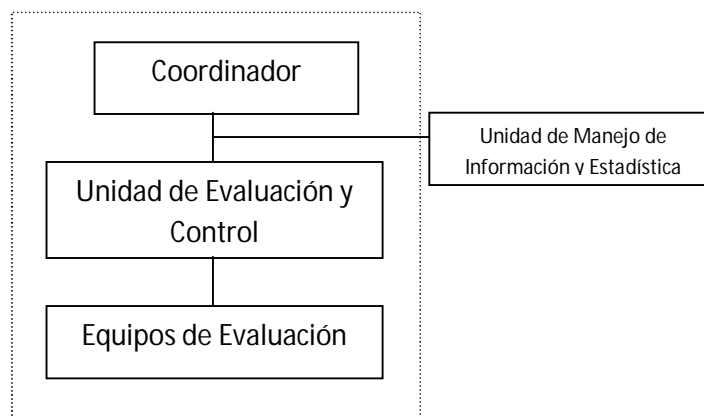 Coordinador
Unidad de Manejo de
Información y Estadística
Unidad de Evaluación y
Control
Equipos de Evaluación